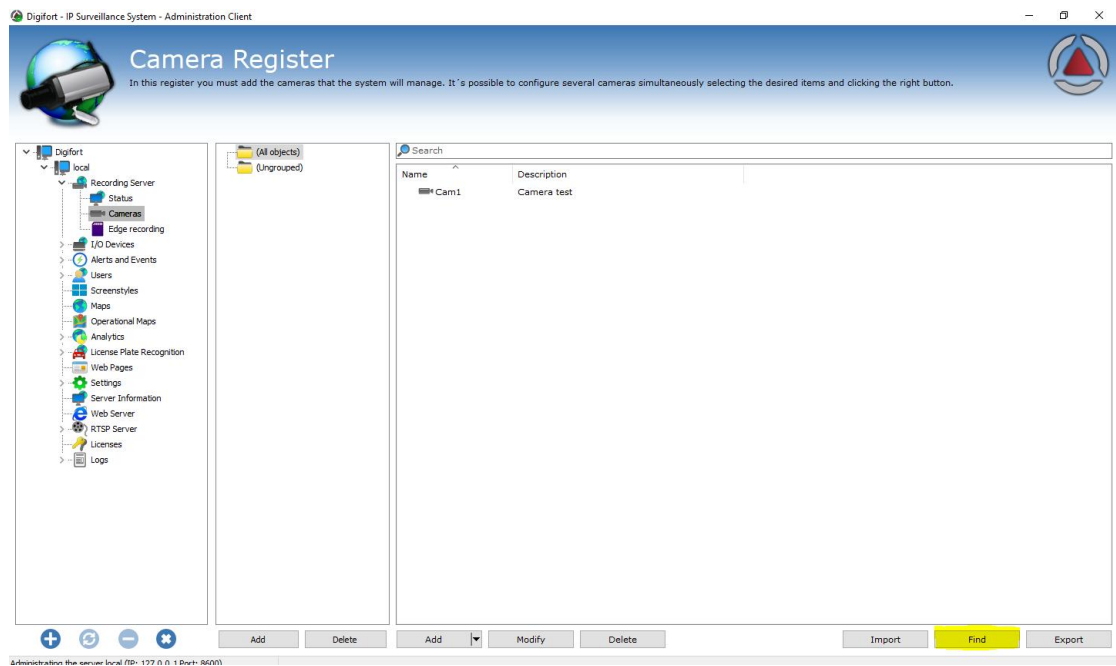 Digifort - IP Surveillance System - Administration Client
Camera Register
In this register you must add the cameras that the system will manage. It´s possible to configure several cameras simultaneously selecting the desired items and clicking the right button.
Digifort
local
Recording Server
Status
Cameras
Edge recording
I/O Devices
Alerts and Events
Users
Screenstyles
Maps
Operational Maps
Analytics
License Plate Recognition
Web Pages
Settings
Server Information
Web Server
RTSP Server
Licenses
Logs
(All objects)
(Ungrouped)
Search
Name Description
Cam1 Camera test
Add Delete Add Modify Delete Import Find Export
Administrating the server local (IP: 127.0.0.1 Port: 8600)